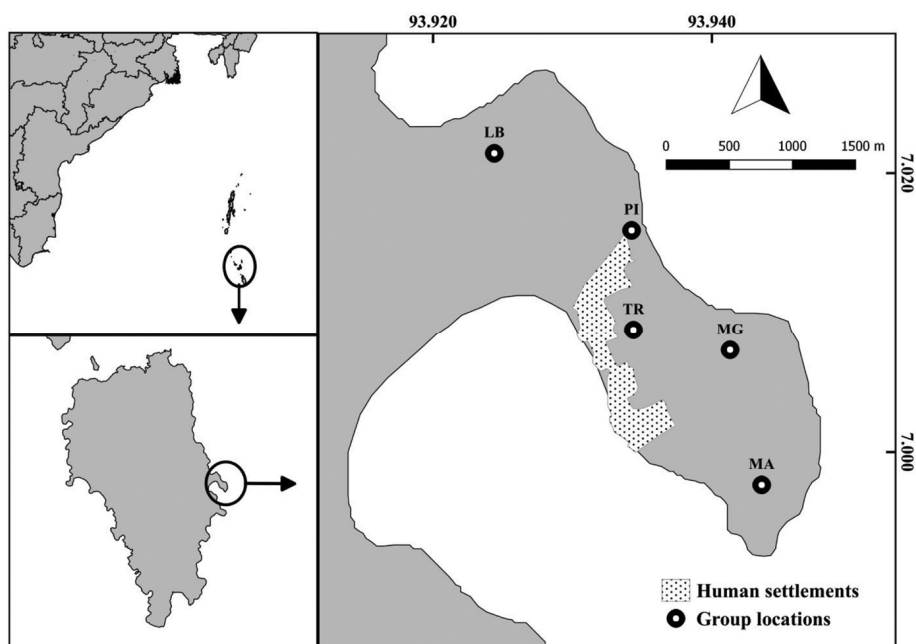 93.920 93.940
0 500 1000 1500 m
LB
7.020
PI
TR
MG
7.000
MA
Human settlements
Group locations